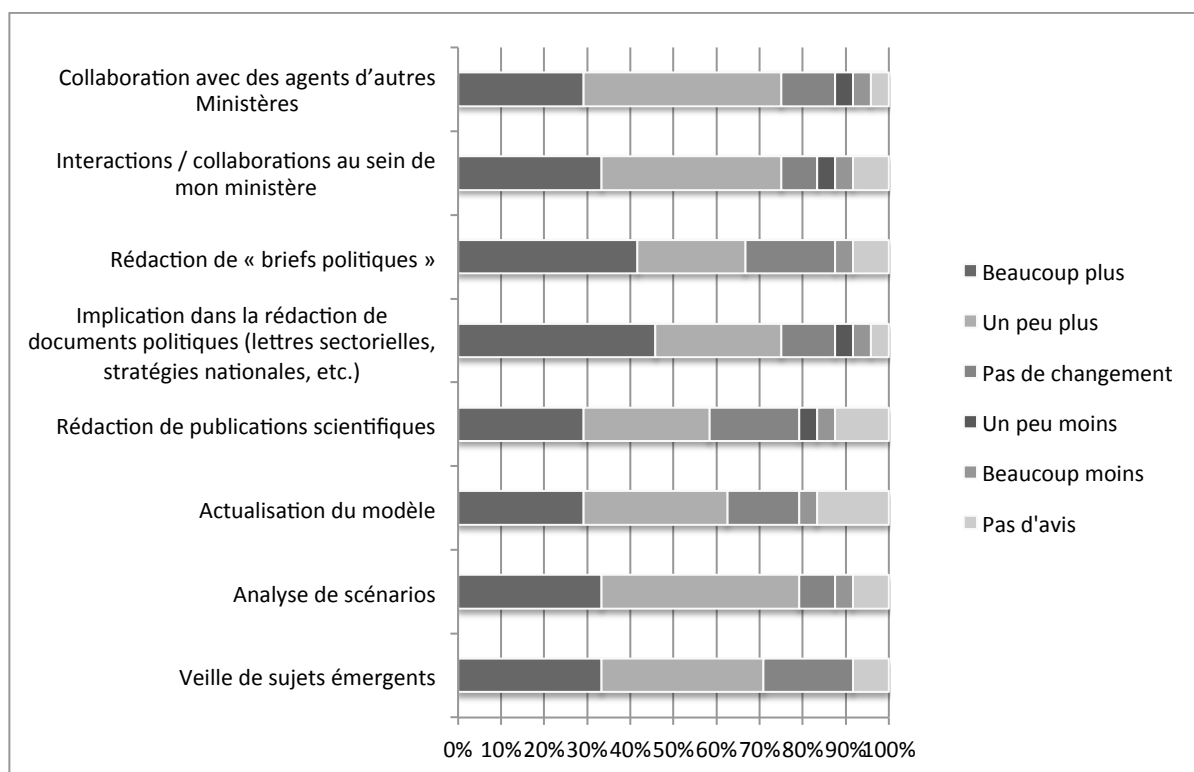 Collaboration avec des agents d’autres
Ministères
Interactions / collaborations au sein de
mon ministère
Rédaction de « briefs politiques »
Implication dans la rédaction de
documents politiques (lettres sectorielles,
stratégies nationales, etc.)
Rédaction de publications scientifiques
Actualisation du modèle
Analyse de scénarios
Veille de sujets émergents
0% 10% 20% 30% 40% 50% 60% 70% 80% 90% 100%
Beaucoup plus
Un peu plus
Pas de changement
Un peu moins
Beaucoup moins
Pas d'avis